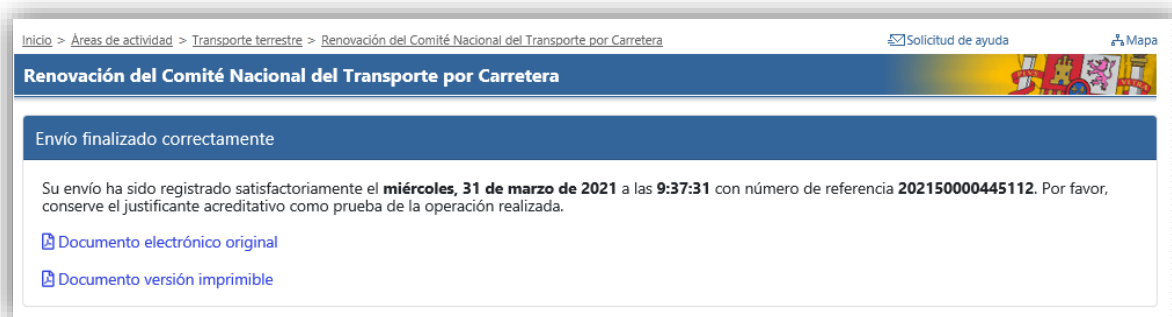 Inicio > Áreas de actividad > Transporte terrestre > Renovación del Comité Nacional del Transporte por Carretera Solicitud de ayuda Mapa
Renovación del Comité Nacional del Transporte por Carretera
Envío finalizado correctamente
Su envío ha sido registrado satisfactoriamente el miércoles, 31 de marzo de 2021 a las 9:37:31 con número de referencia 202150000445112. Por favor,
conserve el justificante acreditativo como prueba de la operación realizada.
Documento electrónico original
Documento versión imprimible